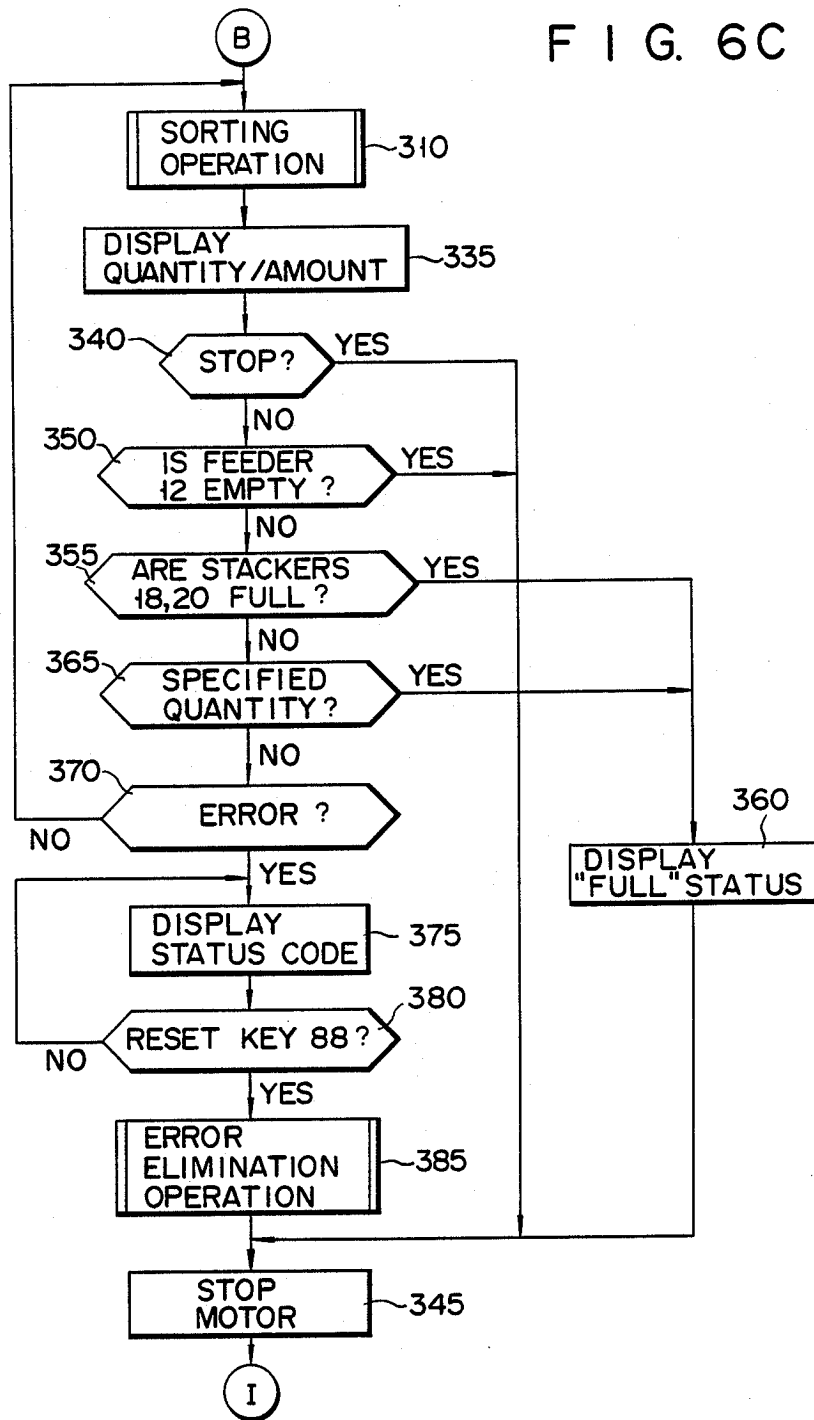 B
F I G. 6C
SORTING
OPERATION
310
DISPLAY
QUANTITY/AMOUNT
335
340
STOP?
YES
NO
350
IS FEEDER
12 EMPTY ?
YES
NO
355
ARE STACKERS
18,20 FULL ?
YES
NO
365
SPECIFIED
QUANTITY?
YES
NO
370
ERROR ?
NO
YES
360
DISPLAY
"FULL" STATUS
DISPLAY
STATUS CODE
375
380
RESET KEY 88 ?
NO
YES
ERROR
ELIMINATION
OPERATION
385
STOP
MOTOR
345
I